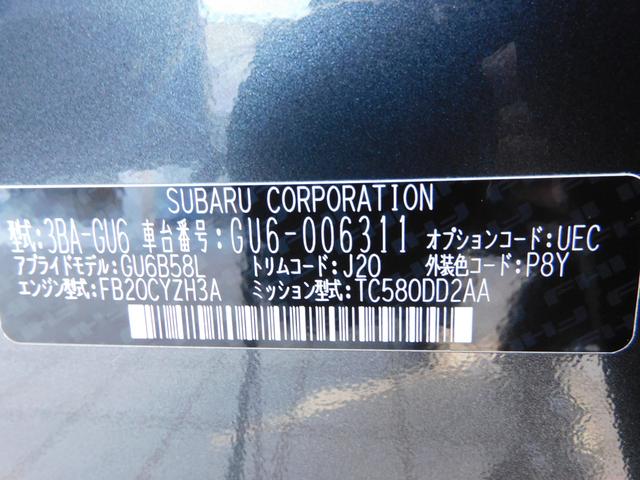 SUBARU CORPORATION
型式:3BA-GU6 車台番号:GU6-006311 オプションコード:UEC
アプライドモデル:GU6B58L トリムコード:J20 外装色コード:P8Y
エンジン型式:FB20CYZH3A ミッション型式:TC580DD2AA